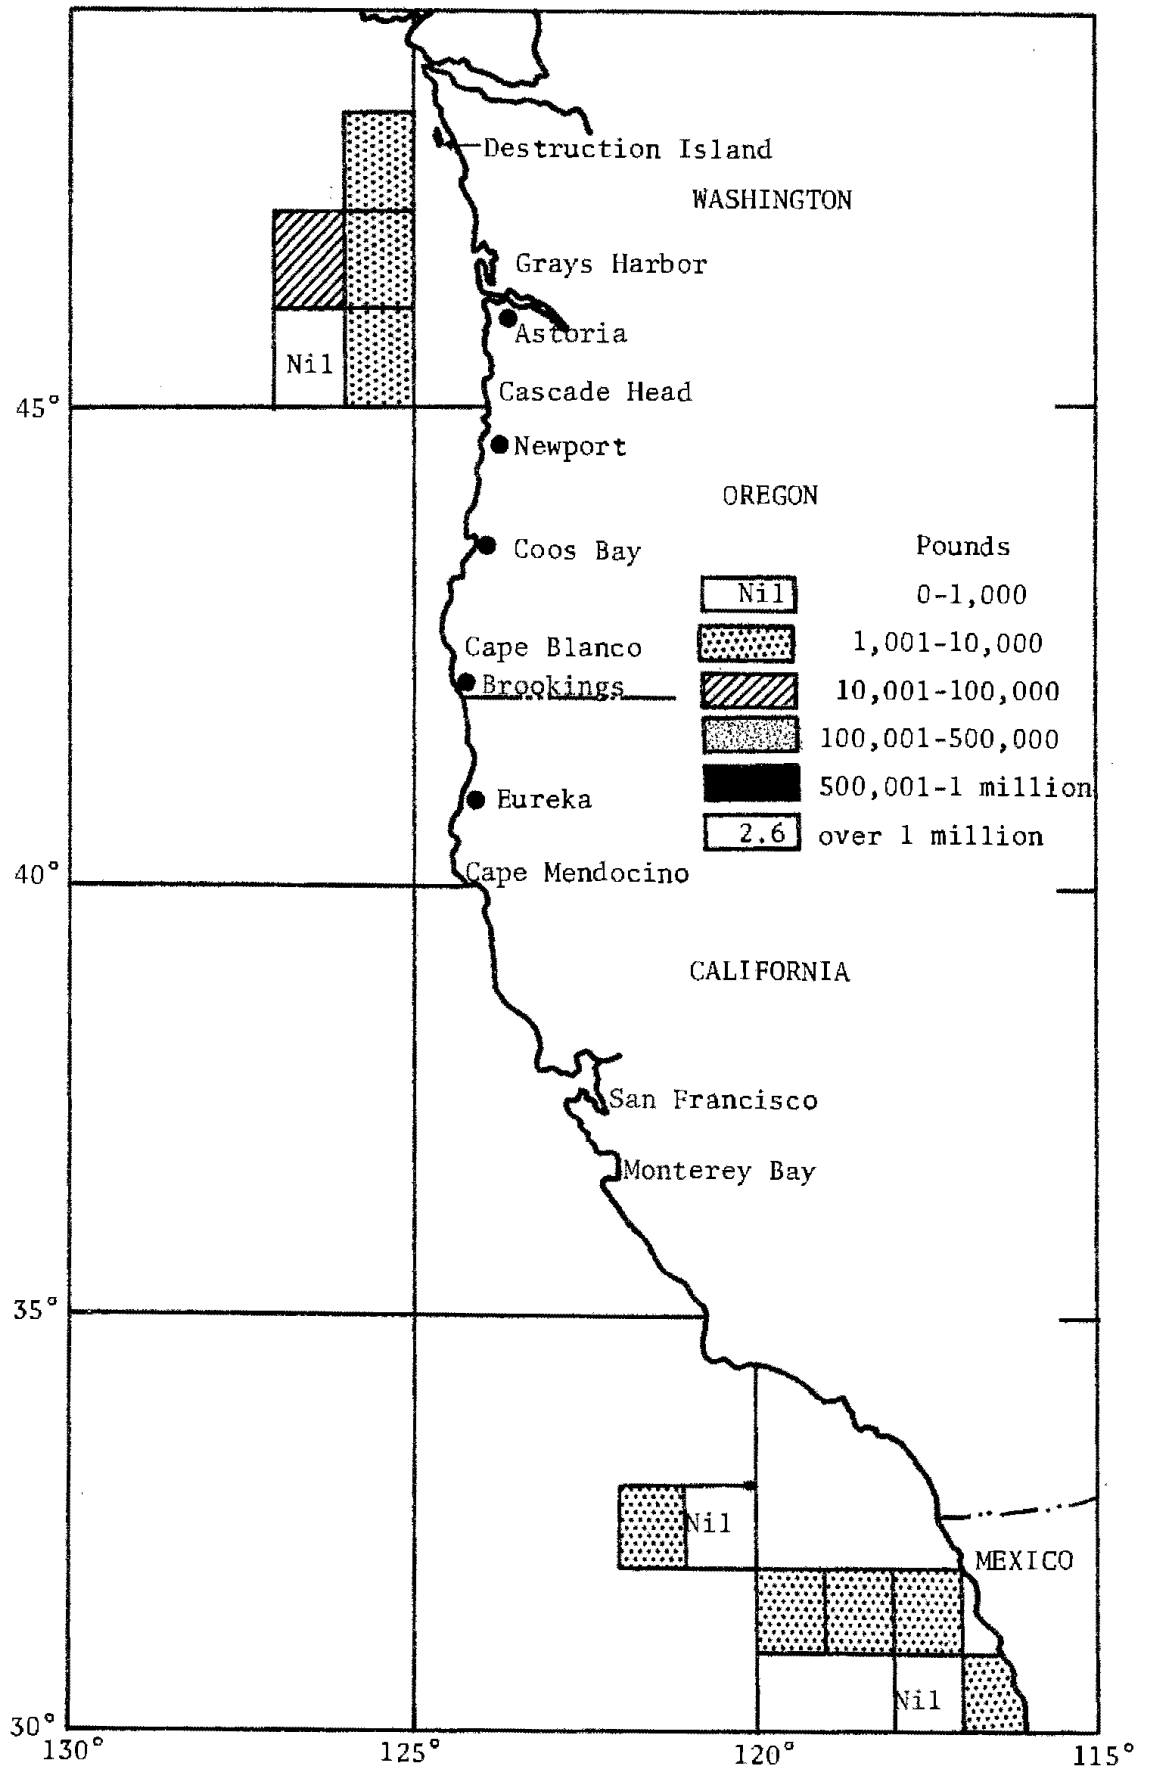 Destruction Island
WASHINGTON
Grays Harbor
Astoria
Nil
Cascade Head
45°
Newport
OREGON
Coos Bay
Pounds
Nil 0-1,000
1,001-10,000
Cape Blanco
Brookings
10,001-100,000
100,001-500,000
500,001-1 million
Eureka
2.6 over 1 million
40°
Cape Mendocino
CALIFORNIA
San Francisco
Monterey Bay
35°
Nil
MEXICO
Nil
30°
130° 125° 120° 115°